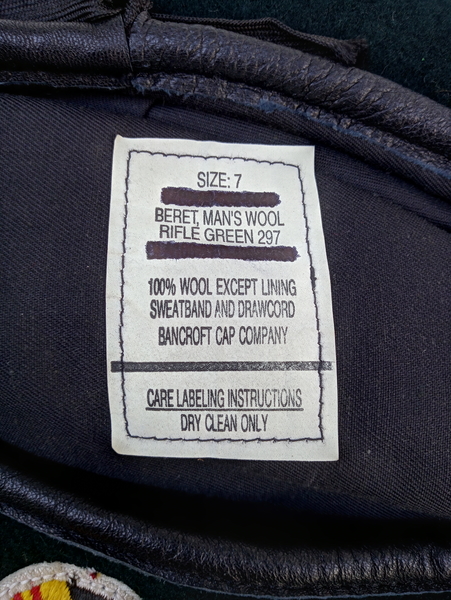 SIZE: 7
BERET, MAN'S WOOL
RIFLE GREEN 297
100% WOOL EXCEPT LINING
SWEATBAND AND DRAWCORD
BANCROFT CAP COMPANY
CARE LABELING INSTRUCTIONS
DRY CLEAN ONLY